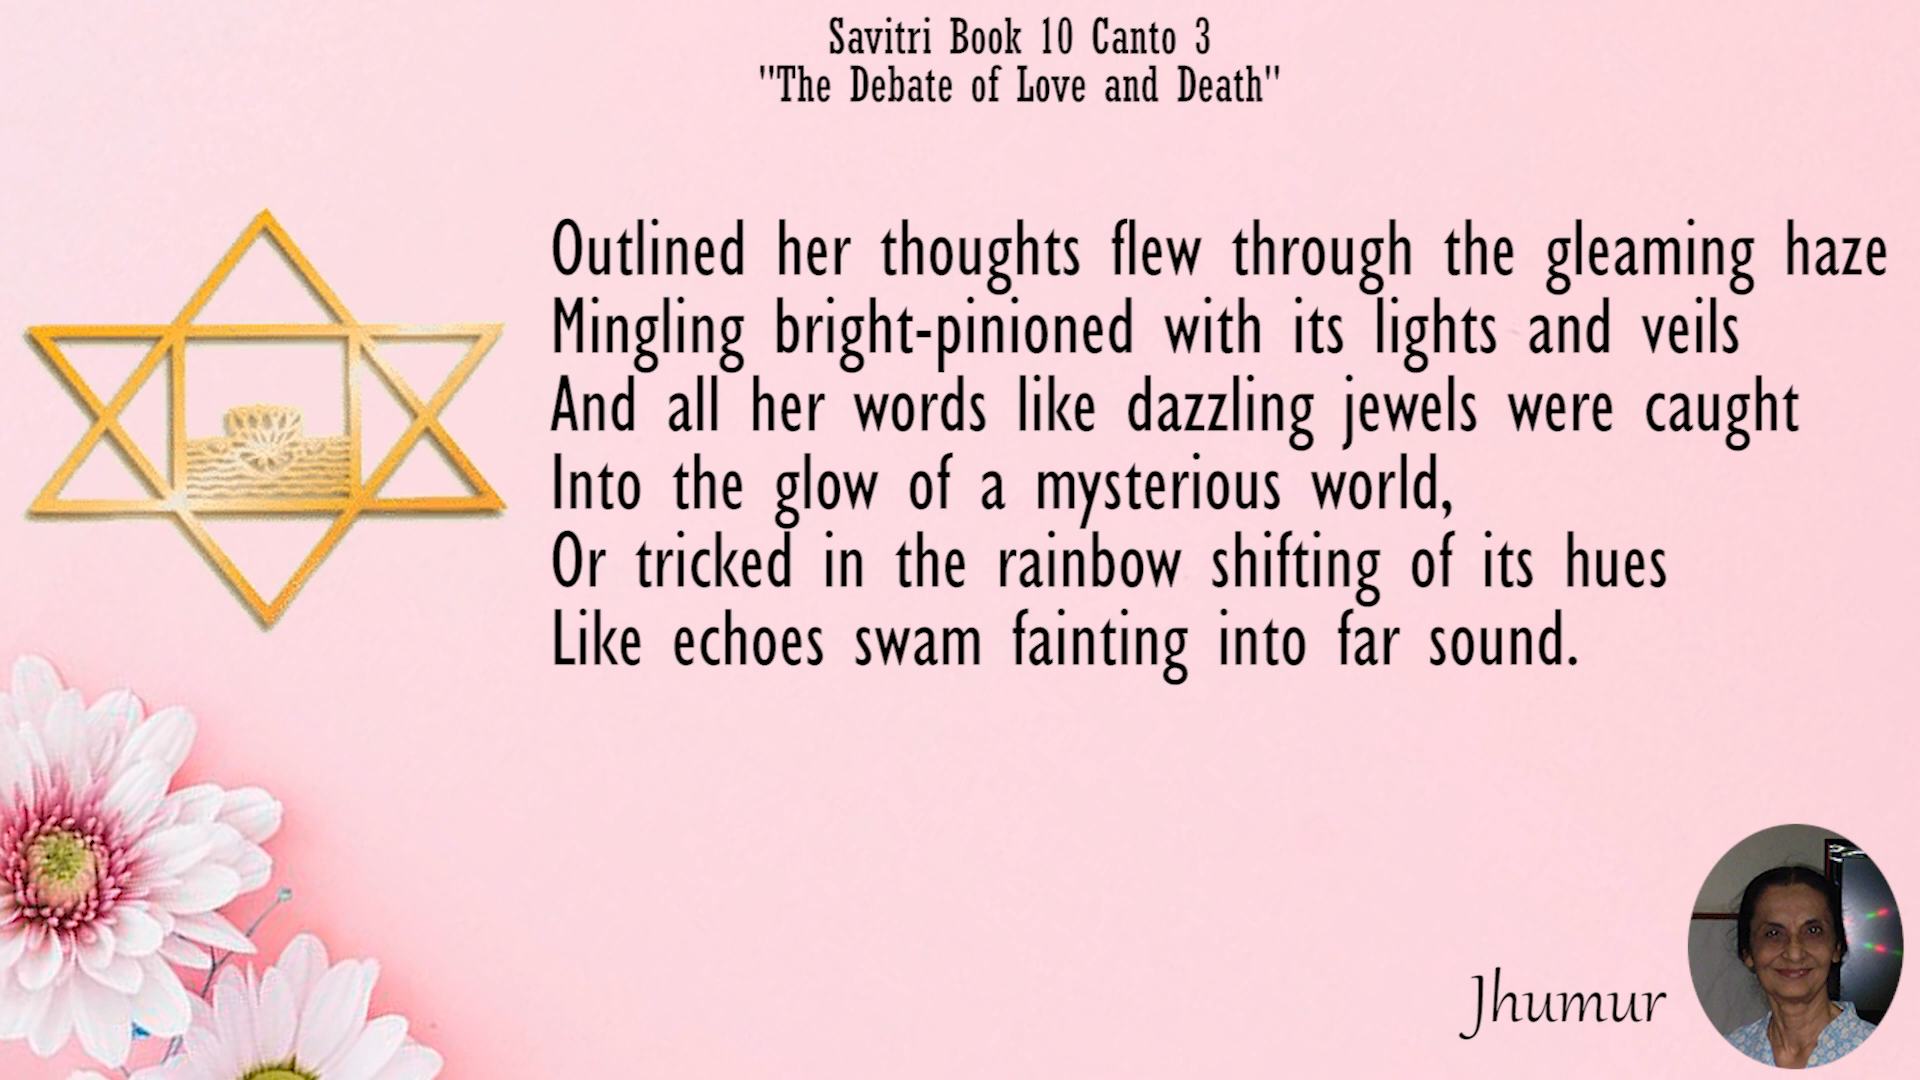 Savitri Book 10 Canto 3
"The Debate of Love and Death"
Outlined her thoughts flew through the gleaming haze
Mingling bright-pinioned with its lights and veils
And all her words like dazzling jewels were caught
Into the glow of a mysterious world,
Or tricked in the rainbow shifting of its hues
Like echoes swam fainting into far sound.
Jhumur